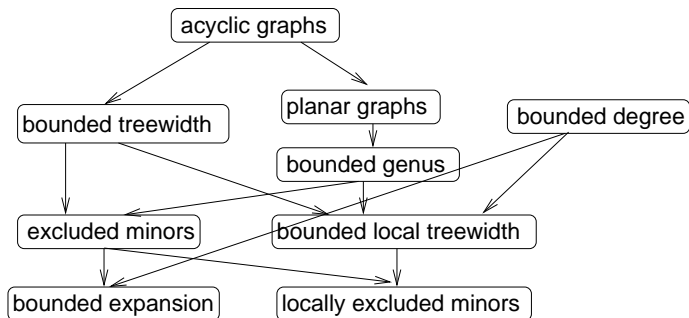 acyclic graphs
planar graphs
bounded degree
bounded treewidth
bounded genus
excluded minors
bounded local treewidth
bounded expansion
locally excluded minors